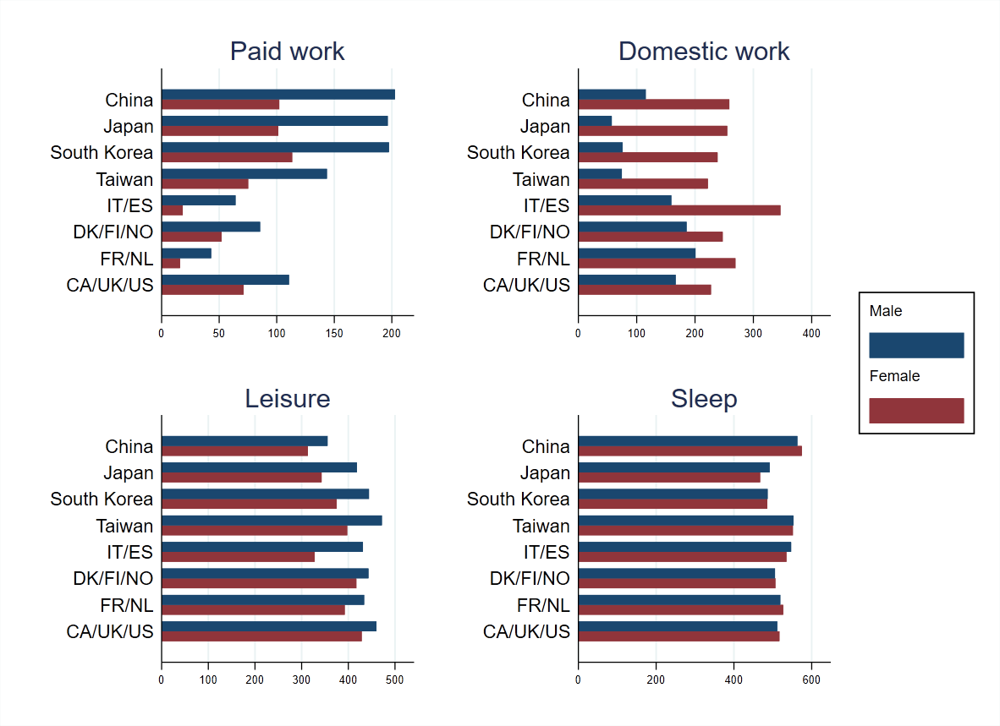 Paid work
China
Japan
South Korea
Taiwan
IT/ES
DK/FI/NO
FR/NL
CA/UK/US
0 50 100 150 200
Domestic work
China
Japan
South Korea
Taiwan
IT/ES
DK/FI/NO
FR/NL
CA/UK/US
0 100 200 300 400
Leisure
China
Japan
South Korea
Taiwan
IT/ES
DK/FI/NO
FR/NL
CA/UK/US
0 100 200 300 400 500
Sleep
China
Japan
South Korea
Taiwan
IT/ES
DK/FI/NO
FR/NL
CA/UK/US
0 200 400 600
Male
Female